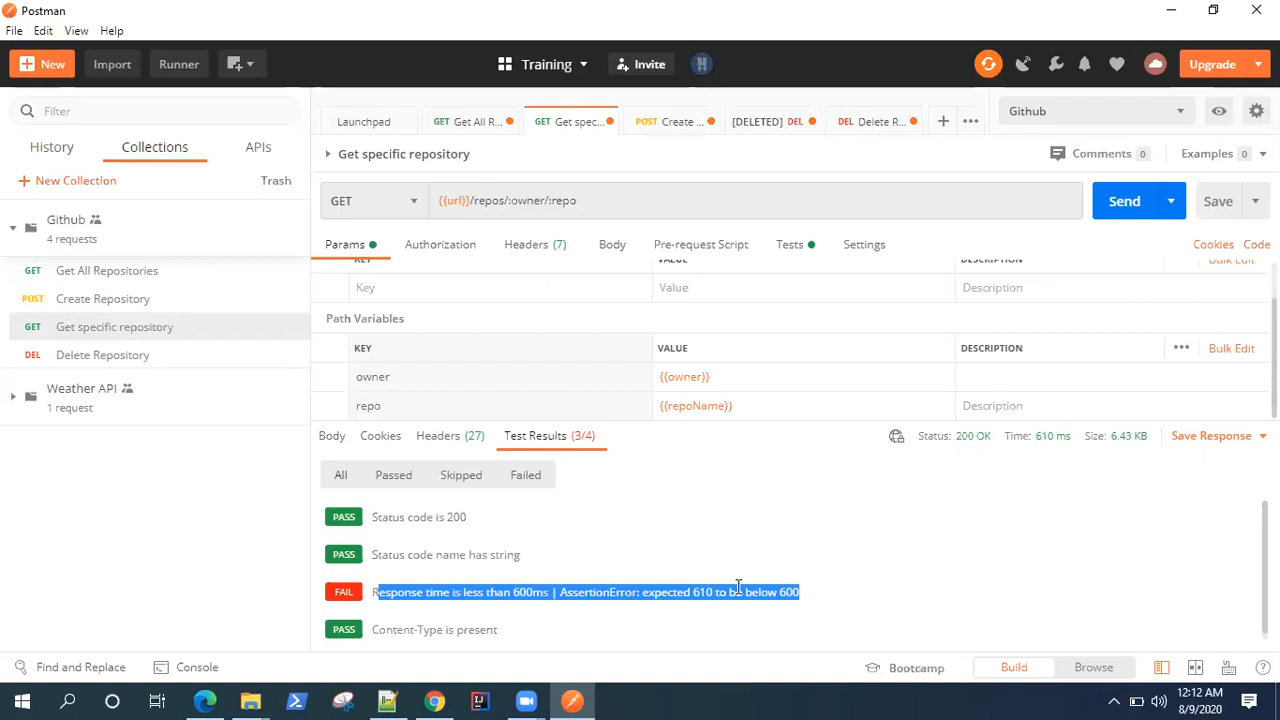 Postman
File Edit View Help
New Import Runner Training Invite Upgrade
Filter
History Collections APIs
New Collection Trash
Github
4 requests
GET Get All Repositories
POST Create Repository
GET Get specific repository
DEL Delete Repository
Weather API
1 request
Launchpad GET Get All R... GET Get spec... POST Create ... [DELETED] DEL DEL Delete R... Github
Get specific repository Comments 0 Examples 0
GET {{url}}/repos/:owner/:repo Send Save
Params Authorization Headers (7) Body Pre-request Script Tests Settings Cookies Code
KEY VALUE DESCRIPTION Bulk Edit
Key Value Description
Path Variables
KEY VALUE DESCRIPTION Bulk Edit
owner {{owner}}
repo {{repoName}} Description
Body Cookies Headers (27) Test Results (3/4) Status: 200 OK Time: 610 ms Size: 6.43 KB Save Response
All Passed Skipped Failed
PASS Status code is 200
PASS Status code name has string
FAIL Response time is less than 600ms | AssertionError: expected 610 to be below 600
PASS Content-Type is present
Find and Replace Console Bootcamp Build Browse
12:12 AM
8/9/2020